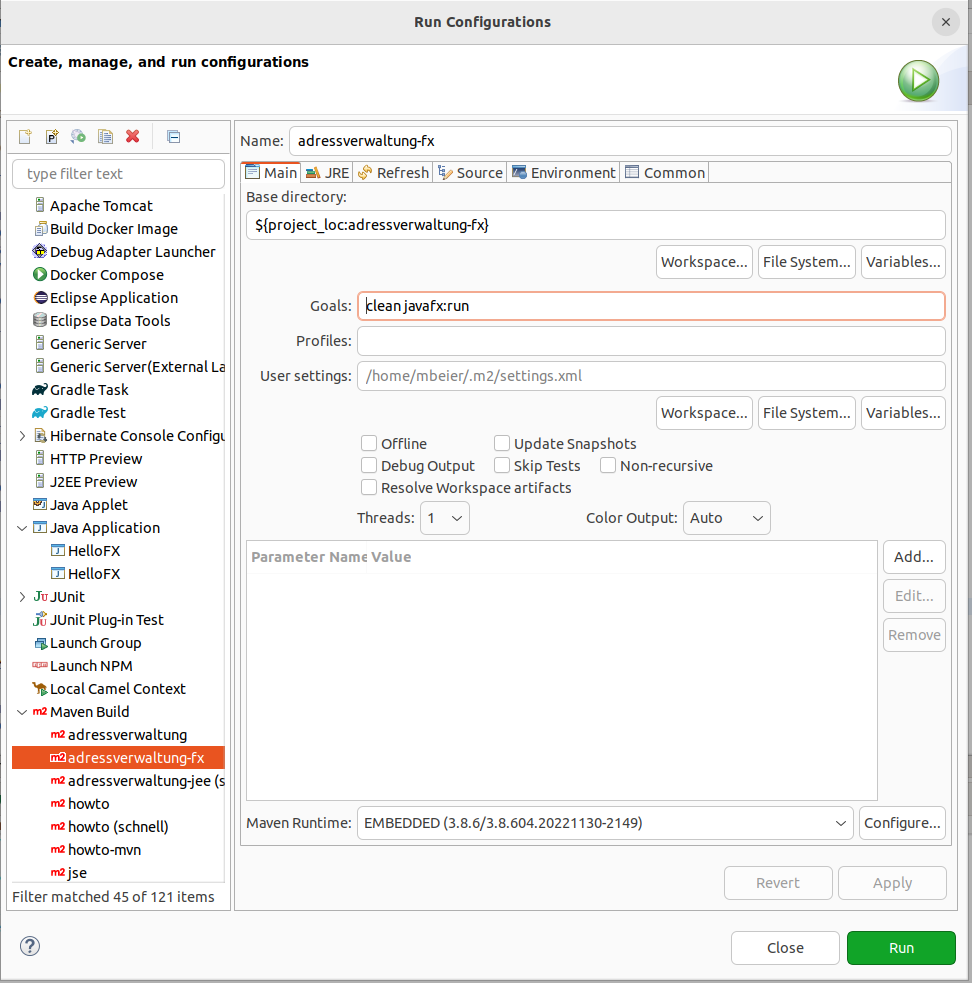 Run Configurations
Create, manage, and run configurations
type filter text
Apache Tomcat
Build Docker Image
Debug Adapter Launcher
Docker Compose
Eclipse Application
Eclipse Data Tools
Generic Server
Generic Server(External La
Gradle Task
Gradle Test
Hibernate Console Configu
HTTP Preview
J2EE Preview
Java Applet
Java Application
HelloFX
HelloFX
JUnit
JUnit Plug-in Test
Launch Group
Launch NPM
Local Camel Context
Maven Build
adressverwaltung
adressverwaltung-fx
adressverwaltung-jee (s
howto
howto (schnell)
howto-mvn
jse
Filter matched 45 of 121 items
Name: adressverwaltung-fx
Main JRE Refresh Source Environment Common
Base directory:
${project_loc:adressverwaltung-fx}
Workspace... File System... Variables...
Goals: clean javafx:run
Profiles:
User settings: /home/mbeier/.m2/settings.xml
Workspace... File System... Variables...
Offline Update Snapshots
Debug Output Skip Tests Non-recursive
Resolve Workspace artifacts
Threads: 1 Color Output: Auto
Parameter Name Value
Add...
Edit...
Remove
Maven Runtime: EMBEDDED (3.8.6/3.8.604.20221130-2149) Configure...
Revert Apply
Close Run